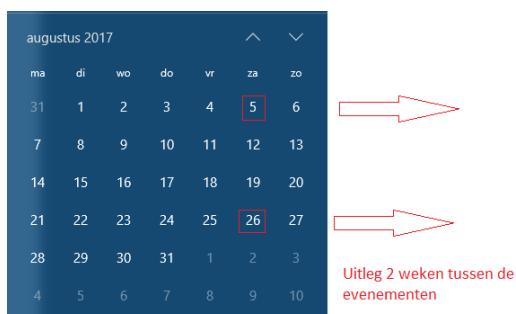 augustus 2017
ma di wo do vr za zo
31 1 2 3 4 5 6
7 8 9 10 11 12 13
14 15 16 17 18 19 20
21 22 23 24 25 26 27
28 29 30 31 1 2 3
4 5 6 7 8 9 10
Uitleg 2 weken tussen de
evenementen